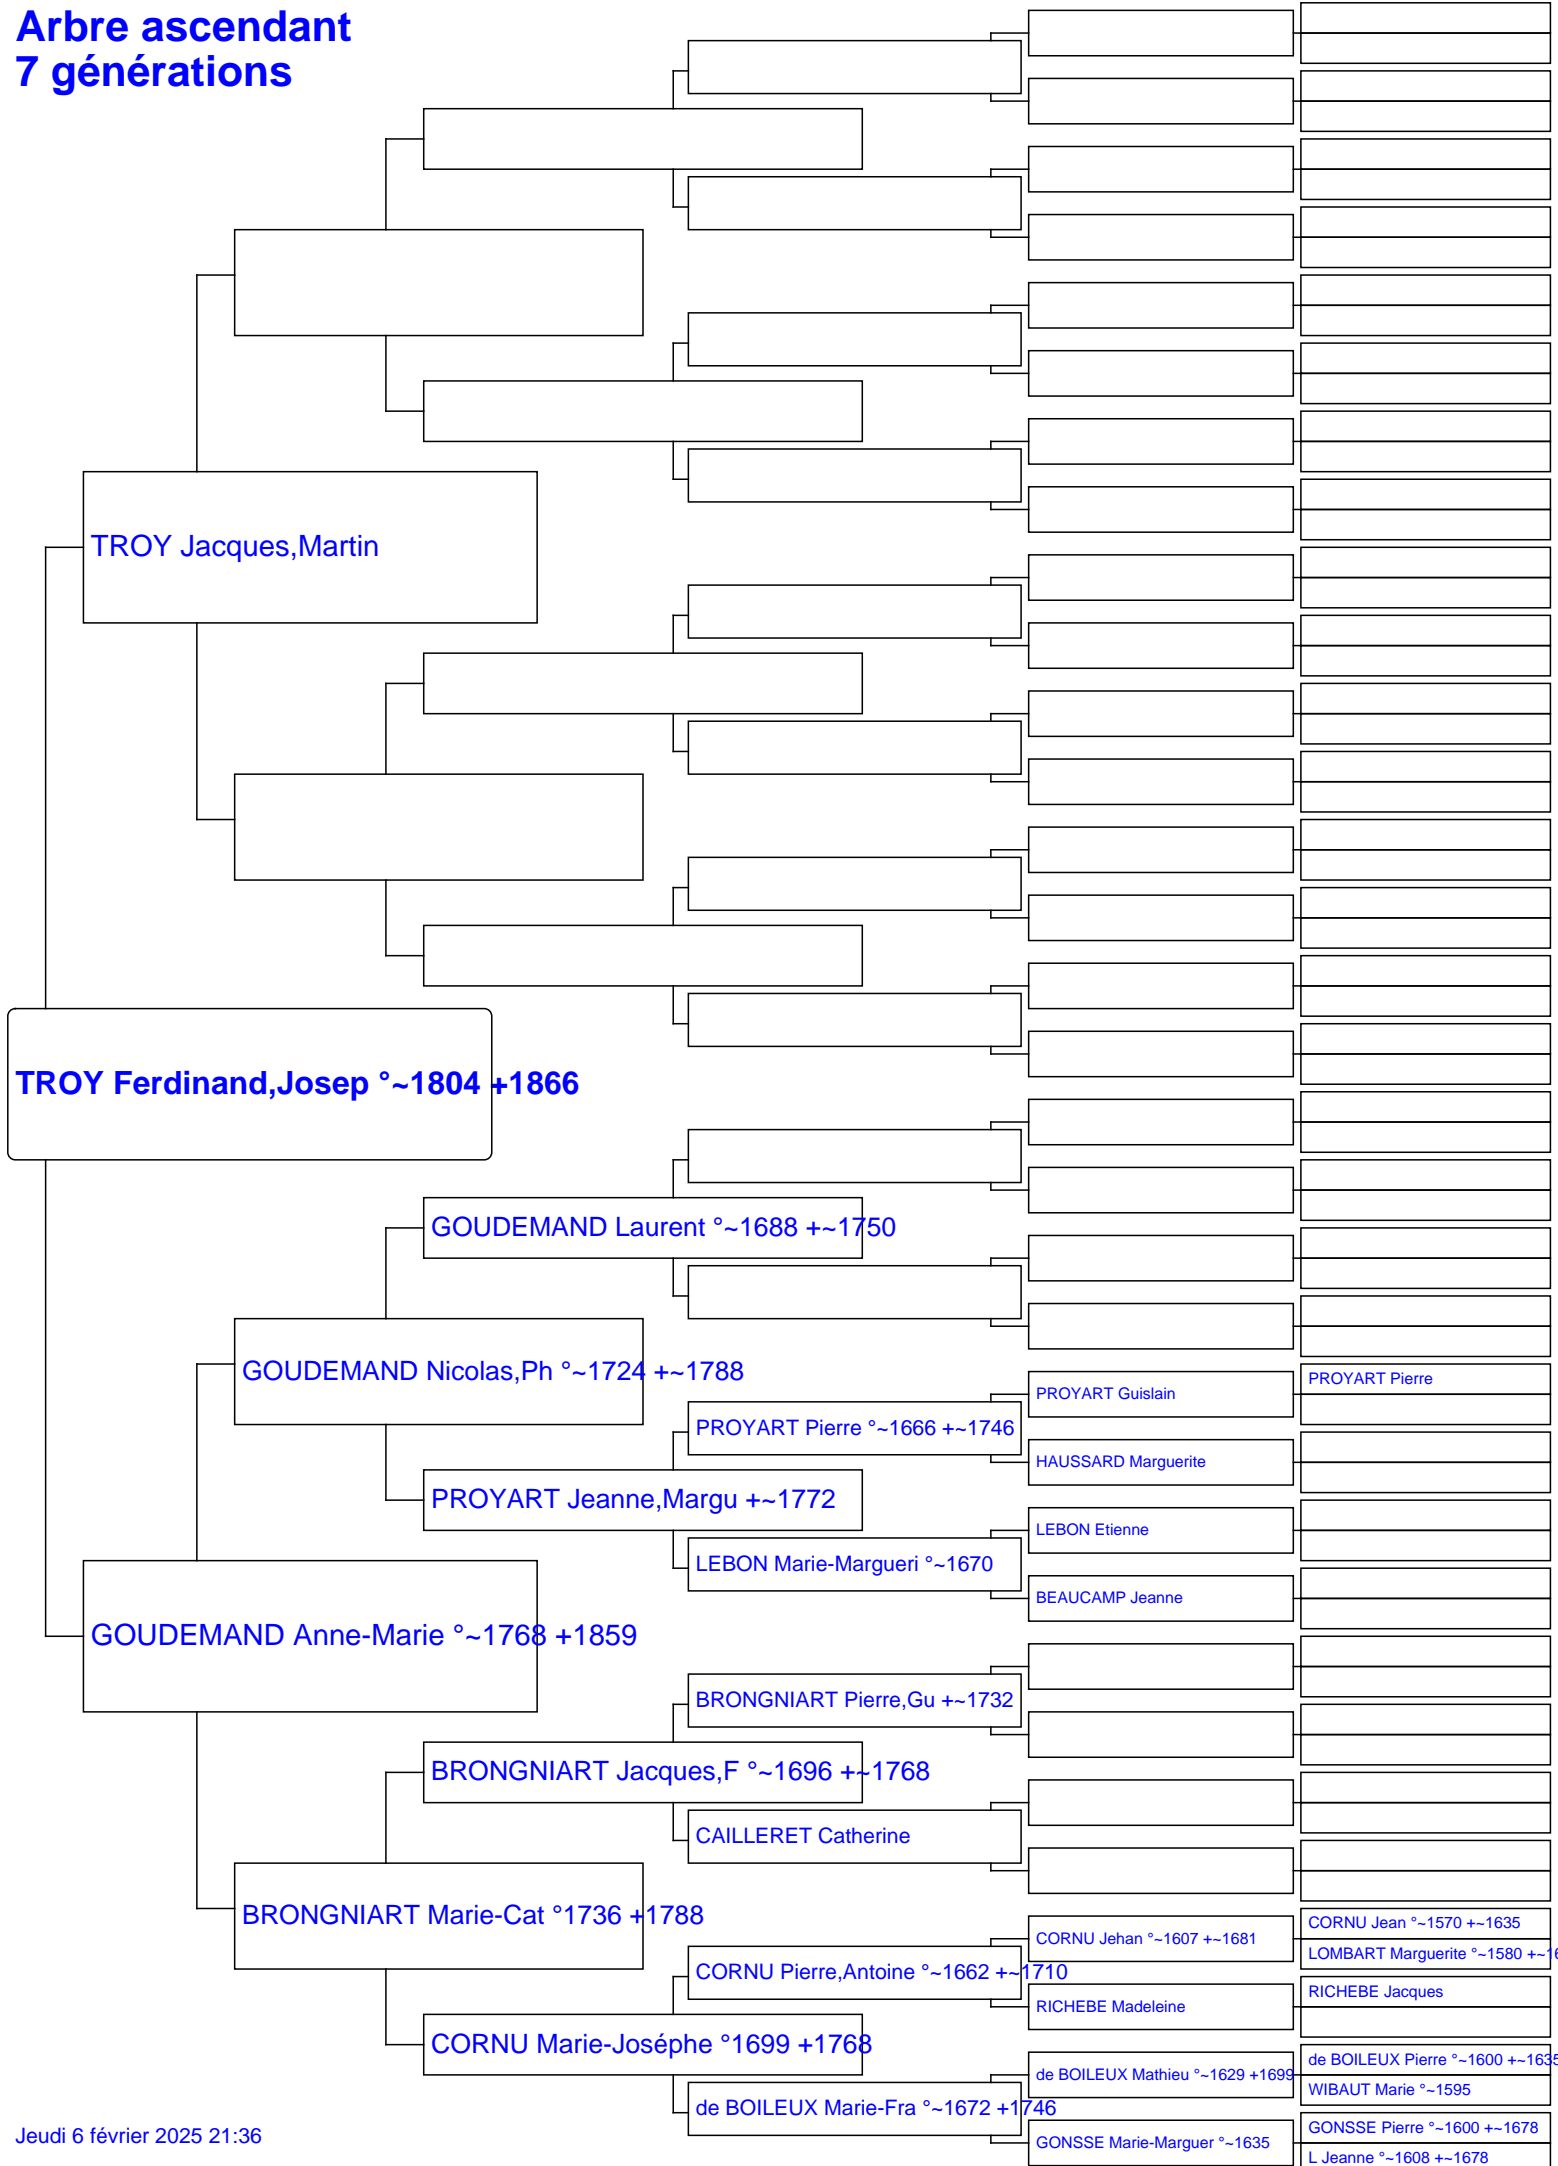 Arbre ascendant
7 générations
TROY Jacques,Martin
TROY Ferdinand,Josep °~1804 +1866
GOUDEMAND Laurent °~1688 +~1750
GOUDEMAND Nicolas,Ph °~1724 +~1788
PROYART Pierre
PROYART Guislain
PROYART Pierre °~1666 +~1746
HAUSSARD Marguerite
PROYART Jeanne,Margu +~1772
LEBON Etienne
LEBON Marie-Margueri °~1670
BEAUCAMP Jeanne
GOUDEMAND Anne-Marie °~1768 +1859
BRONGNIART Pierre,Gu +~1732
BRONGNIART Jacques,F °~1696 +~1768
CAILLERET Catherine
BRONGNIART Marie-Cat °1736 +1788
CORNU Jean °~1570 +~1635
CORNU Jehan °~1607 +~1681
LOMBART Marguerite °~1580 +~16
CORNU Pierre,Antoine °~1662 +~1710
RICHEBE Jacques
RICHEBE Madeleine
CORNU Marie-Joséphe °1699 +1768
de BOILEUX Pierre °~1600 +~1635
de BOILEUX Mathieu °~1629 +1699
WIBAUT Marie °~1595
de BOILEUX Marie-Fra °~1672 +1746
GONSSE Pierre °~1600 +~1678
GONSSE Marie-Marguer °~1635
L Jeanne °~1608 +~1678
Jeudi 6 février 2025 21:36